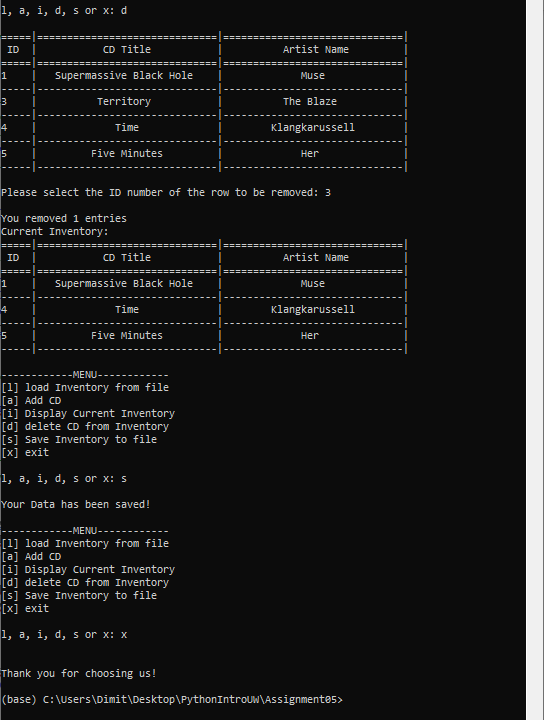 l, a, i, d, s or x: d
=====|==============================|==============================|
 ID  |           CD Title           |         Artist Name          |
=====|==============================|==============================|
1    |   Supermassive Black Hole    |             Muse             |
-----|------------------------------|------------------------------|
3    |          Territory           |          The Blaze           |
-----|------------------------------|------------------------------|
4    |             Time             |        Klangkarussell        |
-----|------------------------------|------------------------------|
5    |         Five Minutes         |             Her              |
-----|------------------------------|------------------------------|
Please select the ID number of the row to be removed: 3
You removed 1 entries
Current Inventory:
=====|==============================|==============================|
 ID  |           CD Title           |         Artist Name          |
=====|==============================|==============================|
1    |   Supermassive Black Hole    |             Muse             |
-----|------------------------------|------------------------------|
4    |             Time             |        Klangkarussell        |
-----|------------------------------|------------------------------|
5    |         Five Minutes         |             Her              |
-----|------------------------------|------------------------------|
------------MENU------------
[l] load Inventory from file
[a] Add CD
[i] Display Current Inventory
[d] delete CD from Inventory
[s] Save Inventory to file
[x] exit
l, a, i, d, s or x: s
Your Data has been saved!
------------MENU------------
[l] load Inventory from file
[a] Add CD
[i] Display Current Inventory
[d] delete CD from Inventory
[s] Save Inventory to file
[x] exit
l, a, i, d, s or x: x
Thank you for choosing us!
(base) C:\Users\Dimit\Desktop\PythonIntroUW\Assignment05>